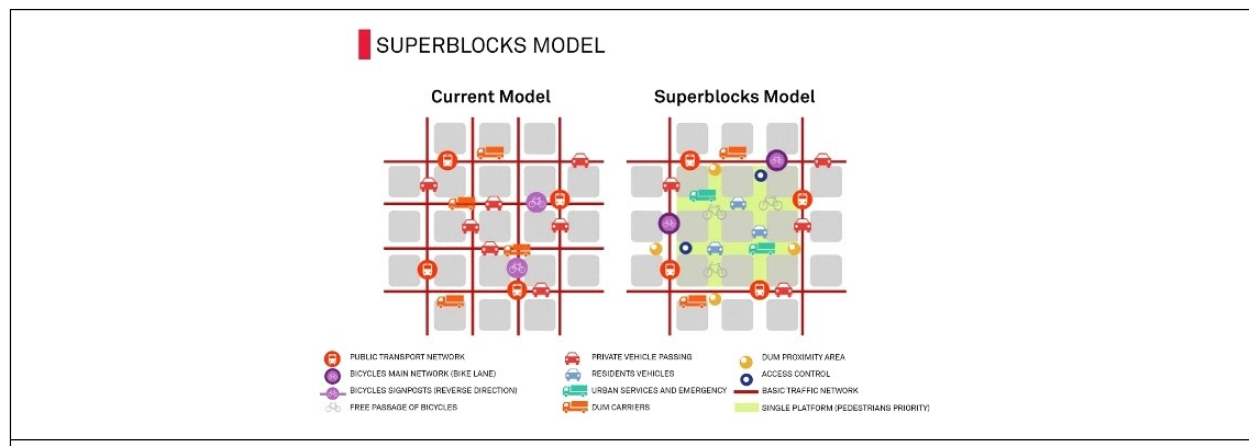 SUPERBLOCKS MODEL
Current Model
Superblocks Model
PUBLIC TRANSPORT NETWORK
BICYCLES MAIN NETWORK (BIKE LANE)
BICYCLES SIGNPOSTS (REVERSE DIRECTION)
FREE PASSAGE OF BICYCLES
PRIVATE VEHICLE PASSING
RESIDENTS VEHICLES
URBAN SERVICES AND EMERGENCY
DUM CARRIERS
DUM PROXIMITY AREA
ACCESS CONTROL
BASIC TRAFFIC NETWORK
SINGLE PLATFORM (PEDESTRIANS PRIORITY)